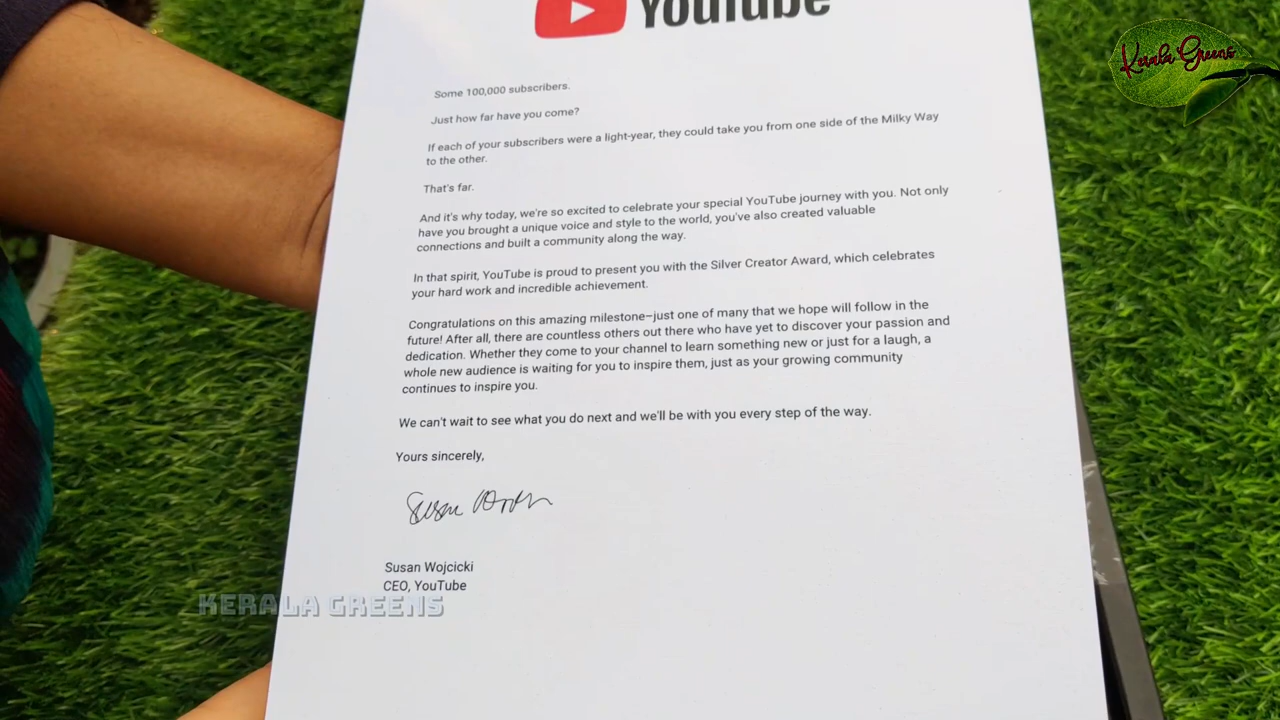 YouTube
Kerala Greens
Some 100,000 subscribers.
Just how far have you come?
If each of your subscribers were a light-year, they could take you from one side of the Milky Way
to the other.
That's far.
And it's why today, we're so excited to celebrate your special YouTube journey with you. Not only
have you brought a unique voice and style to the world, you've also created valuable
connections and built a community along the way.
In that spirit, YouTube is proud to present you with the Silver Creator Award, which celebrates
your hard work and incredible achievement.
Congratulations on this amazing milestone–just one of many that we hope will follow in the
future! After all, there are countless others out there who have yet to discover your passion and
dedication. Whether they come to your channel to learn something new or just for a laugh, a
whole new audience is waiting for you to inspire them, just as your growing community
continues to inspire you.
We can't wait to see what you do next and we'll be with you every step of the way.
Yours sincerely,
Susan Wojcicki
CEO, YouTube
KERALA GREENS